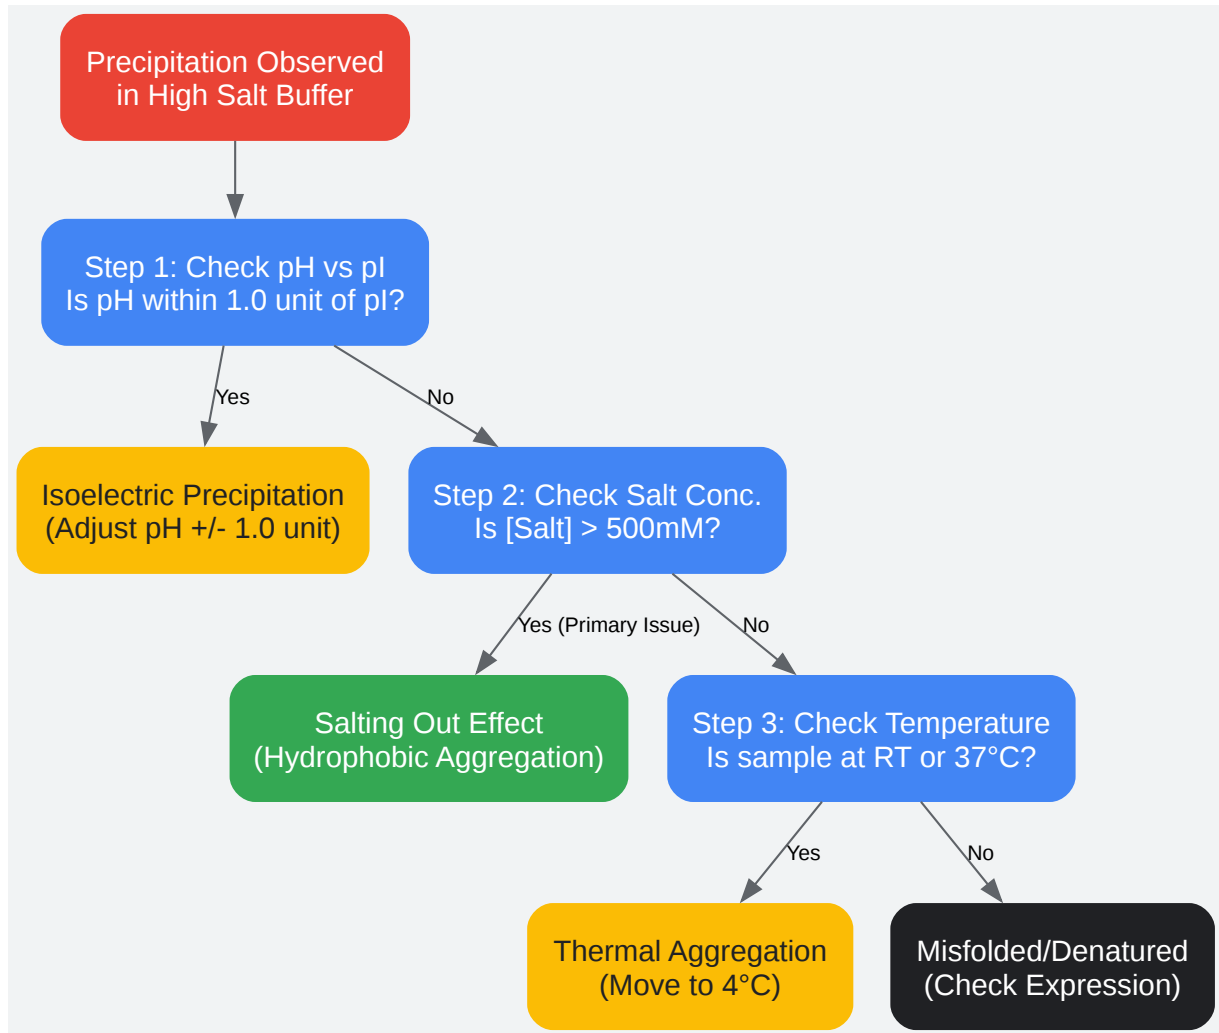 Precipitation Observed
in High Salt Buffer
Step 1: Check pH vs pI
Is pH within 1.0 unit of pI?
Yes
No
Isoelectric Precipitation
(Adjust pH +/- 1.0 unit)
Step 2: Check Salt Conc.
Is [Salt] > 500mM?
Yes (Primary Issue)
No
Salting Out Effect
(Hydrophobic Aggregation)
Step 3: Check Temperature
Is sample at RT or 37°C?
Yes
No
Thermal Aggregation
(Move to 4°C)
Misfolded/Denatured
(Check Expression)